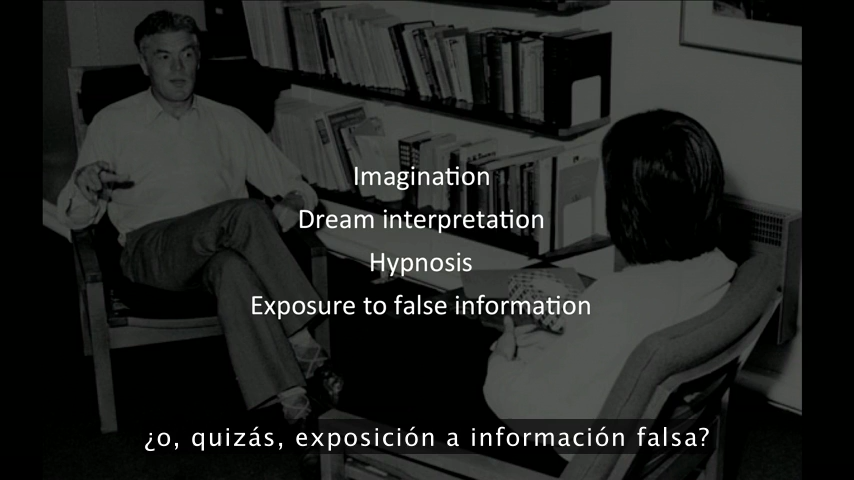 Imagination
Dream interpretation
Hypnosis
Exposure to false information
¿o, quizás, exposición a información falsa?